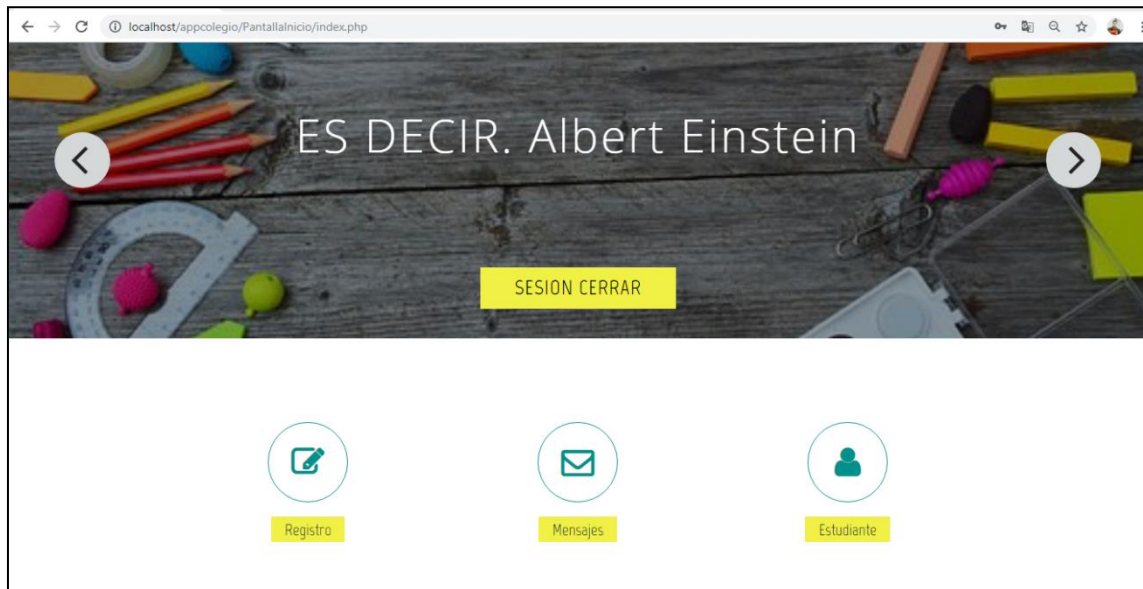 localhost/appcolegio/PantallaInicio/index.php
ES DECIR. Albert Einstein
SESION CERRAR
Registro
Mensajes
Estudiante